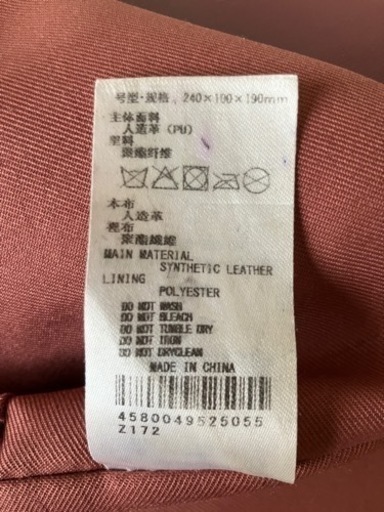 号型·规格 240×100×190mm
主体面料
人造革 (PU)
里料
聚酯纤维
本布
人造革
裡布
聚酯纖維
MAIN MATERIAL
SYNTHETIC LEATHER
LINING
POLYESTER
DO NOT WASH
DO NOT BLEACH
DO NOT TUMBLE DRY
DO NOT IRON
DO NOT DRYCLEAN
MADE IN CHINA
4580049525055
Z172